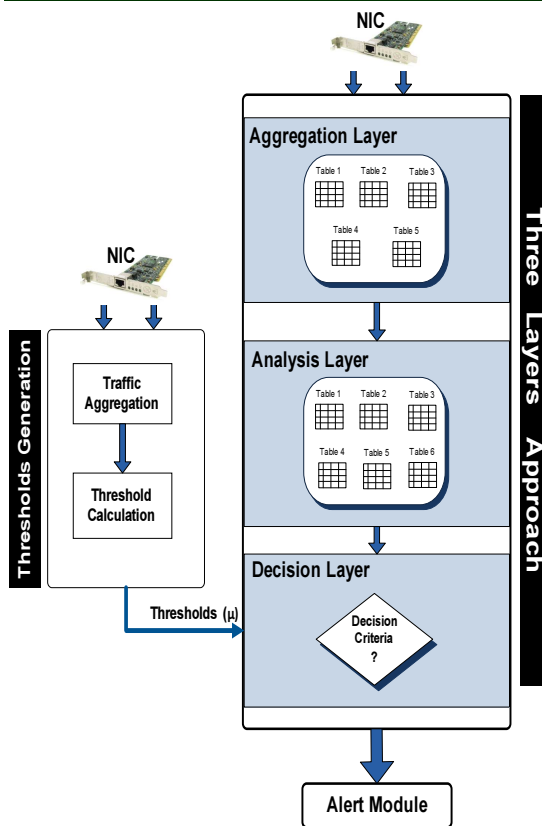 NIC
Aggregation Layer
Table 1 Table 2 Table 3
Table 4 Table 5
NIC
Thresholds Generation
Traffic
Aggregation
Threshold
Calculation
Thresholds (μ)
Analysis Layer
Table 1 Table 2 Table 3
Table 4 Table 5 Table 6
Decision Layer
Decision
Criteria
?
Three Layers Approach
Alert Module